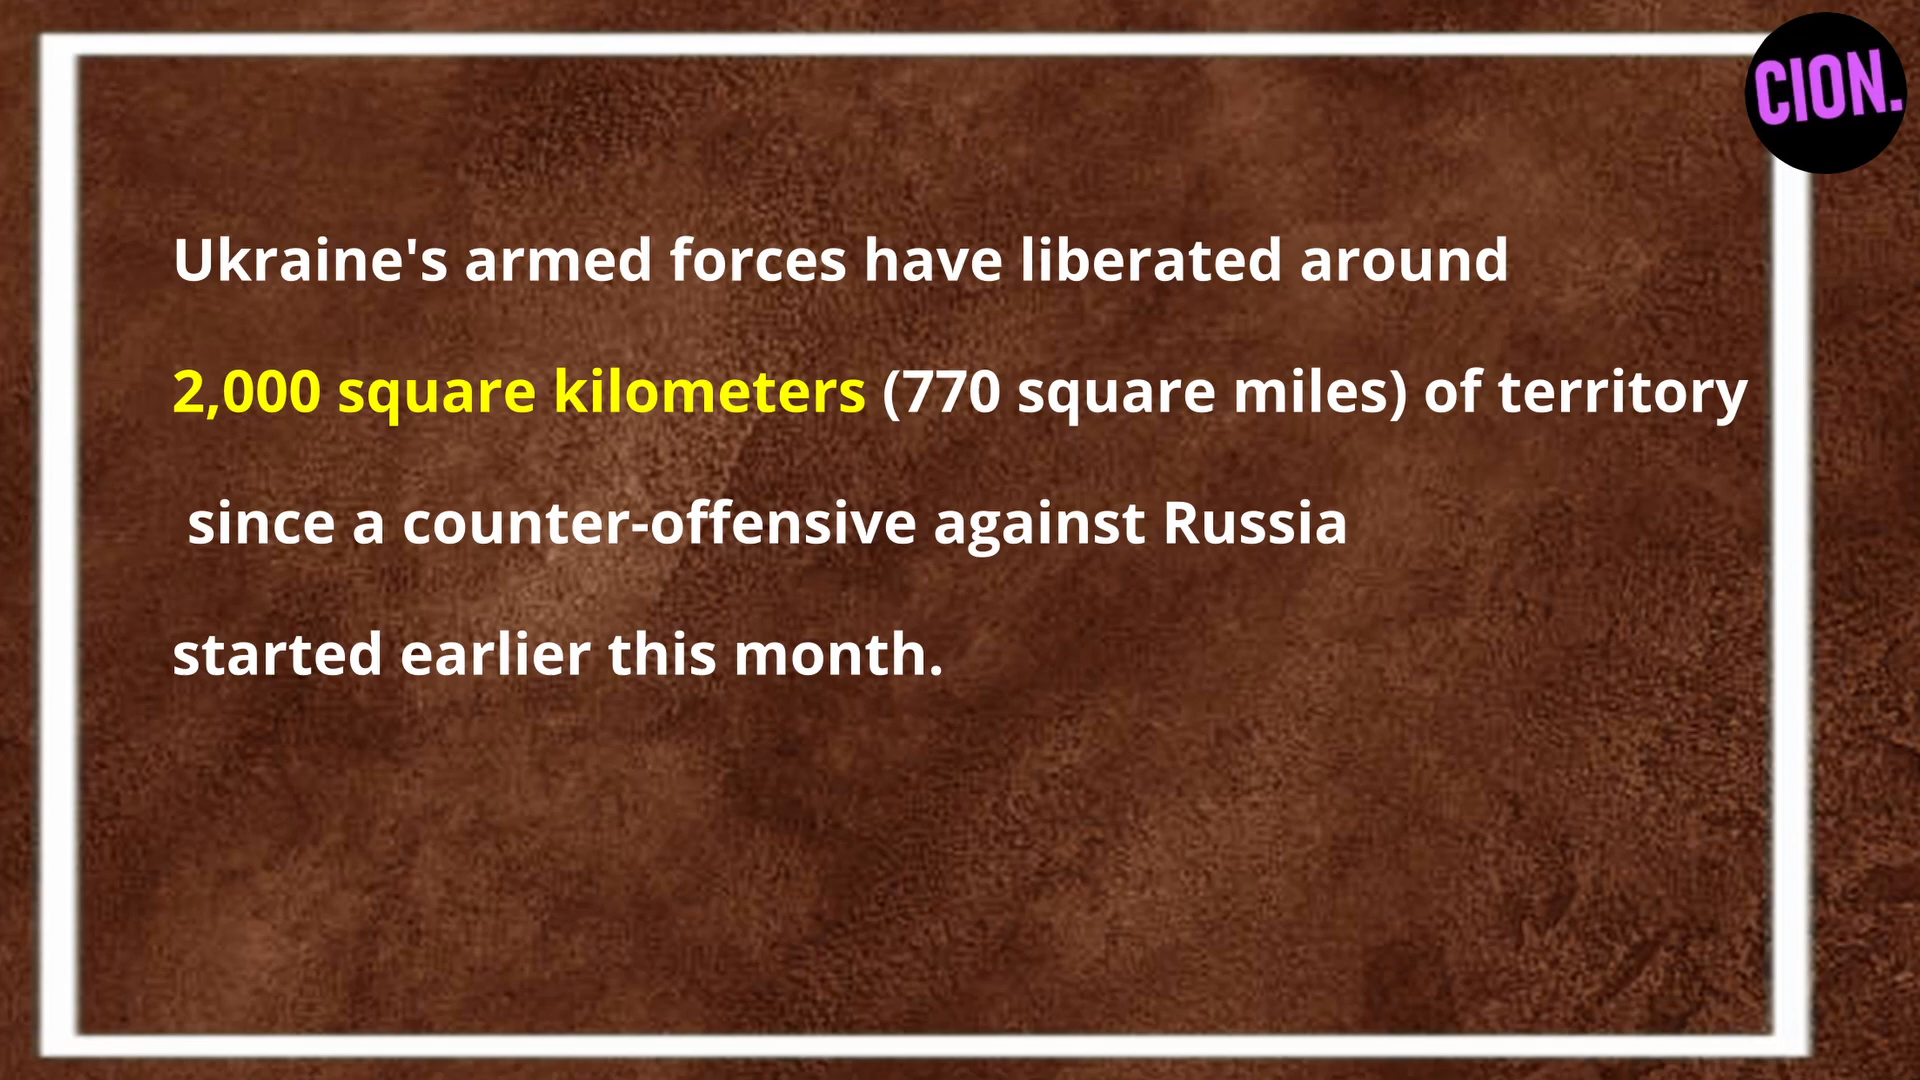 CION.
Ukraine's armed forces have liberated around
2,000 square kilometers (770 square miles) of territory
since a counter-offensive against Russia
started earlier this month.